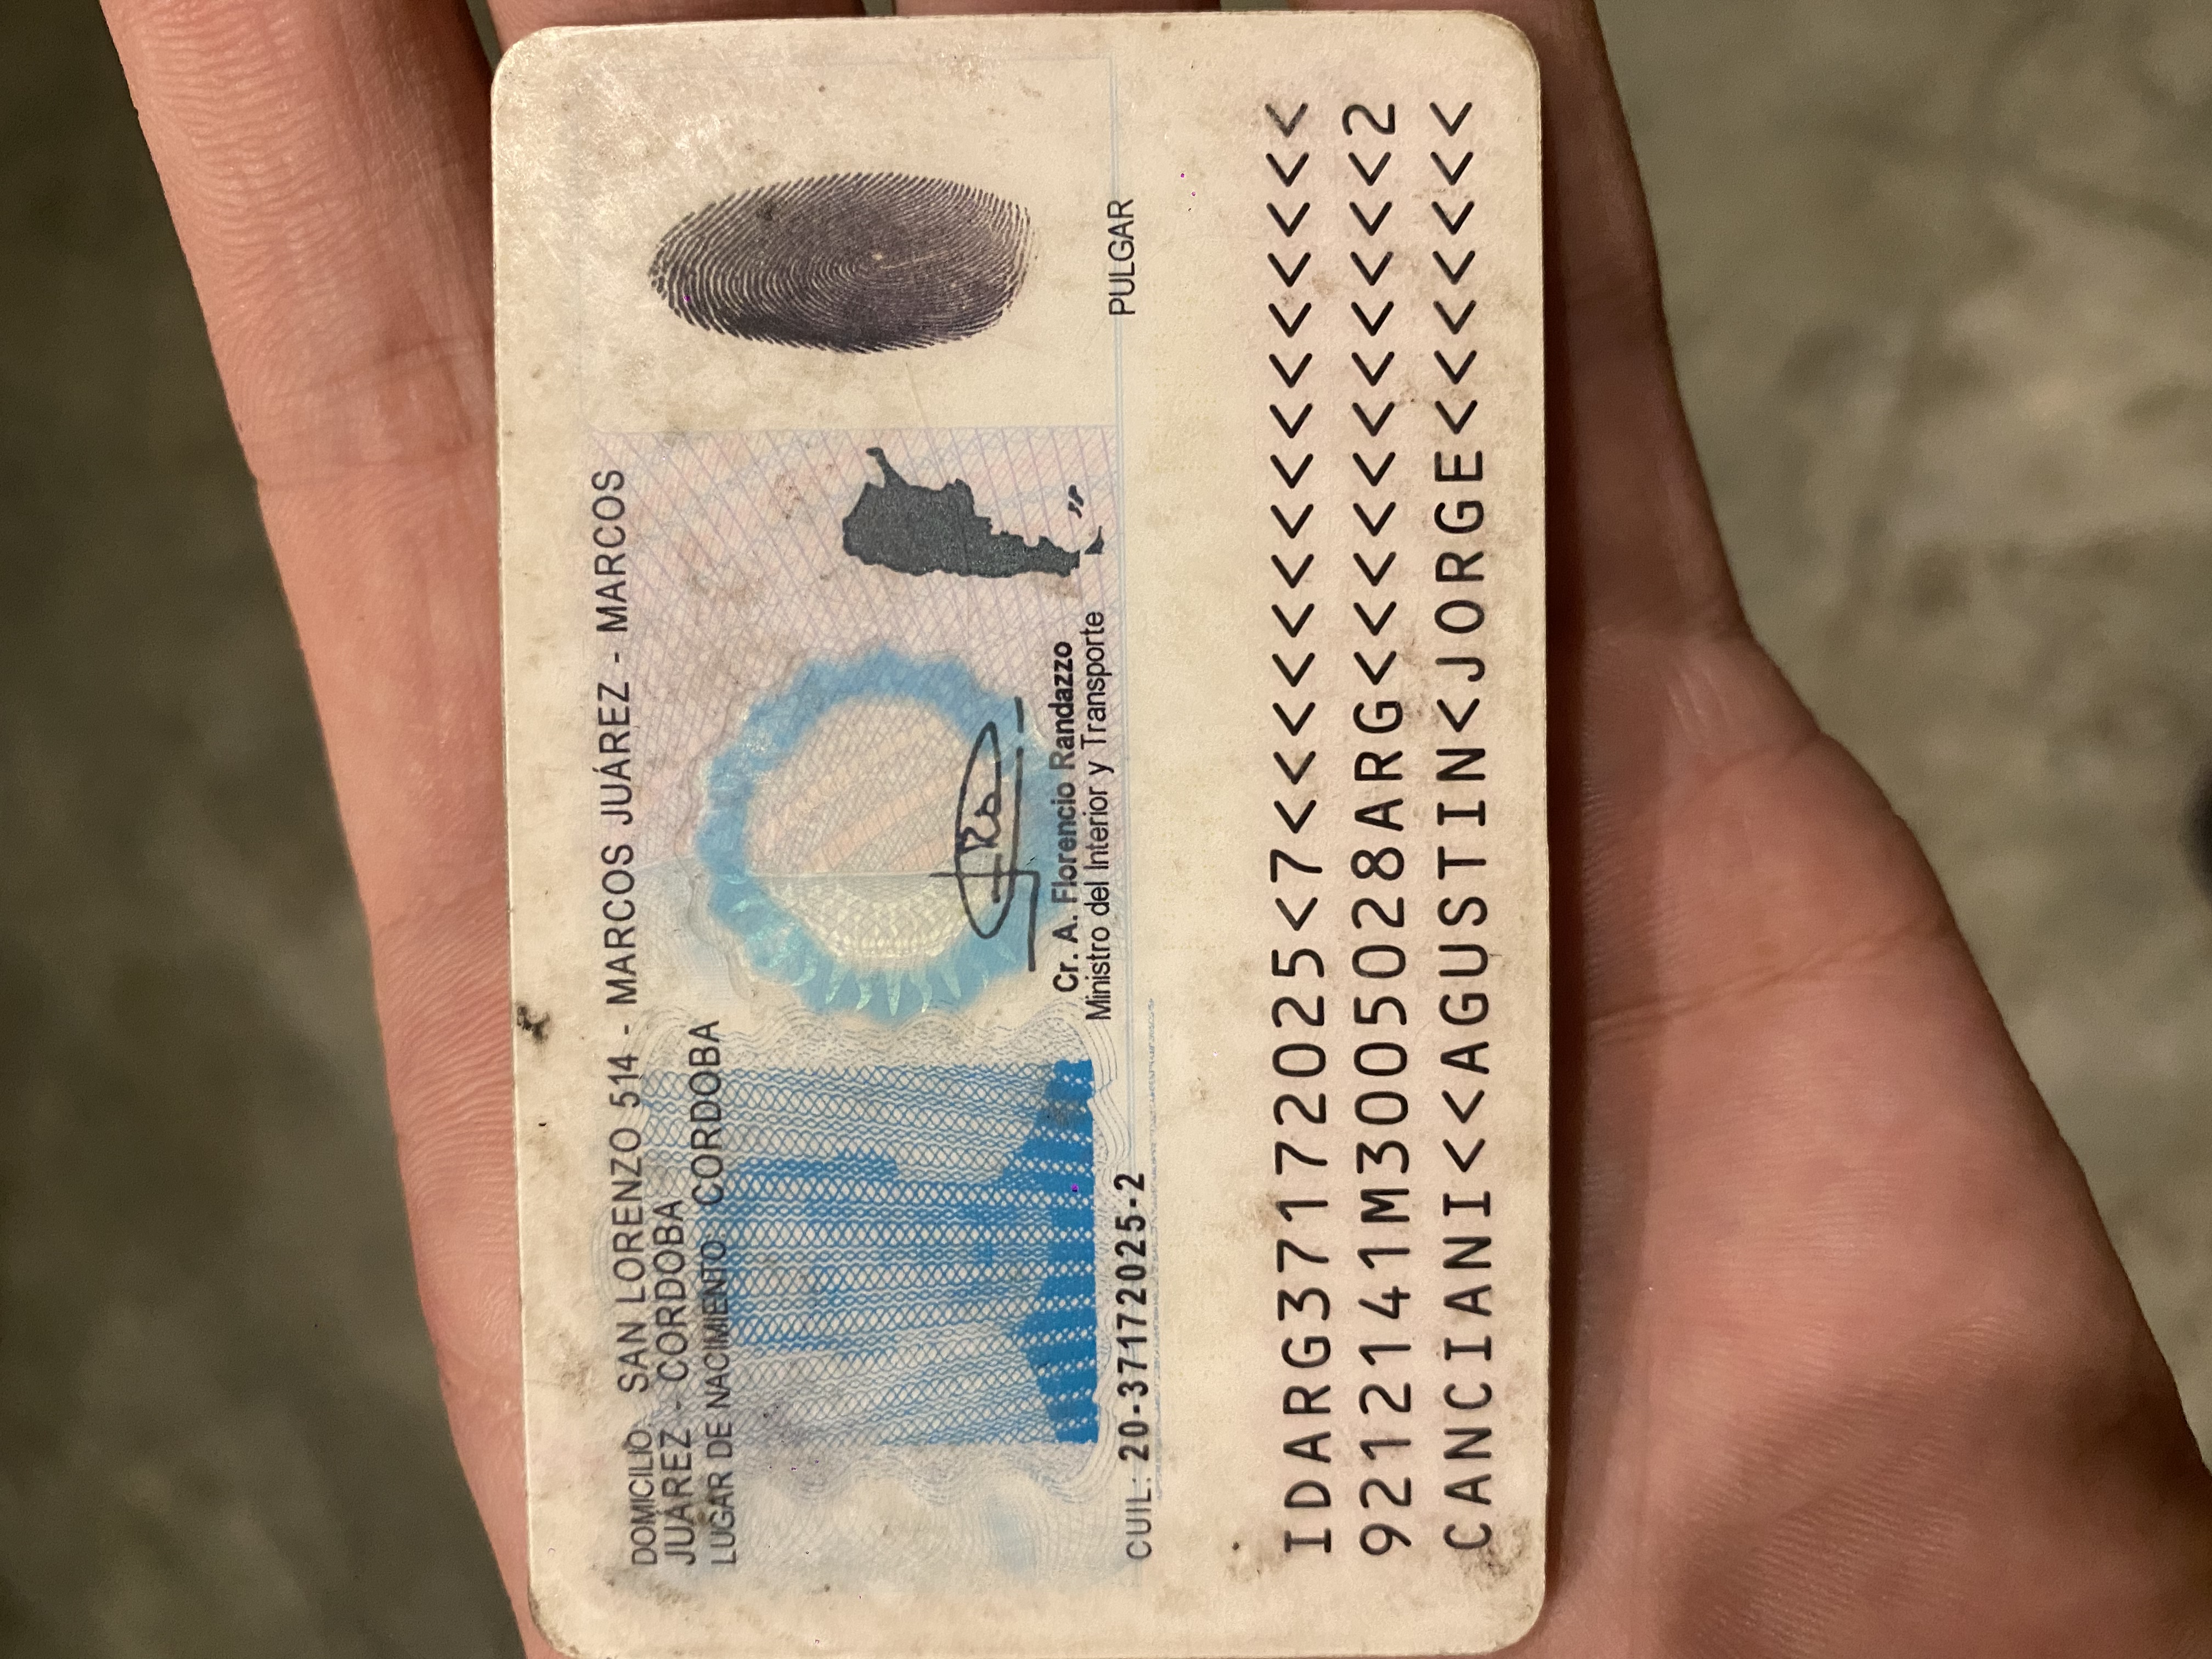 DOMICILIO: SAN LORENZO 514 - MARCOS JUÁREZ - MARCOS
JUÁREZ - CORDOBA
LUGAR DE NACIMIENTO: CORDOBA
Cr. A. Florencio Randazzo
Ministro del Interior y Transporte
PULGAR
CUIL: 20-37172025-2
IDARG37172025<7<<<<<<<<<<<<<<<
9212141M3005028ARG<<<<<<<<<<<2
CANCIANI<<AGUSTIN<JORGE<<<<<<<